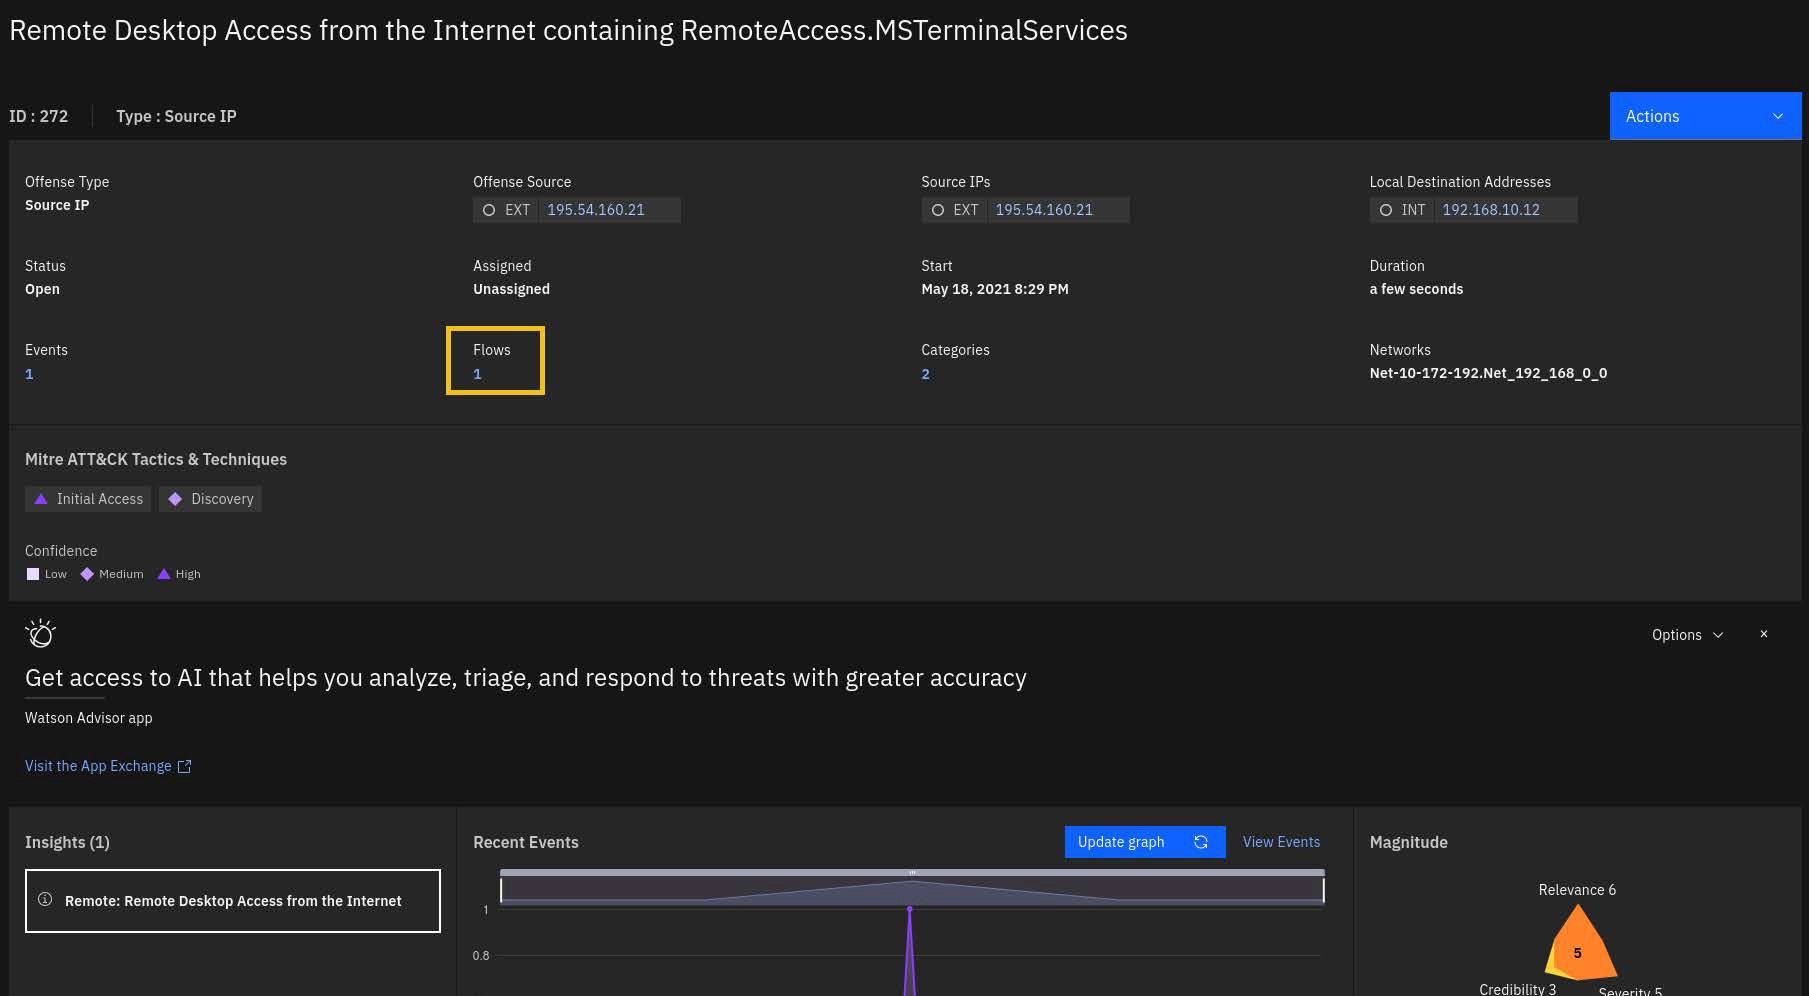 Remote Desktop Access from the Internet containing RemoteAccess.MSTerminalServices
ID : 272 Type : Source IP Actions
Offense Type Offense Source Source IPs Local Destination Addresses
Source IP EXT 195.54.160.21 EXT 195.54.160.21 INT 192.168.10.12
Status Assigned Start Duration
Open Unassigned May 18, 2021 8:29 PM a few seconds
Events Flows Categories Networks
1 1 2 Net-10-172-192.Net_192_168_0_0
Mitre ATT&CK Tactics & Techniques
Initial Access Discovery
Confidence
Low Medium High
Options ×
Get access to AI that helps you analyze, triage, and respond to threats with greater accuracy
Watson Advisor app
Visit the App Exchange
Insights (1) Recent Events Update graph View Events Magnitude
Remote: Remote Desktop Access from the Internet
1
0.8
Relevance 6
5
Credibility 3 Severity 5